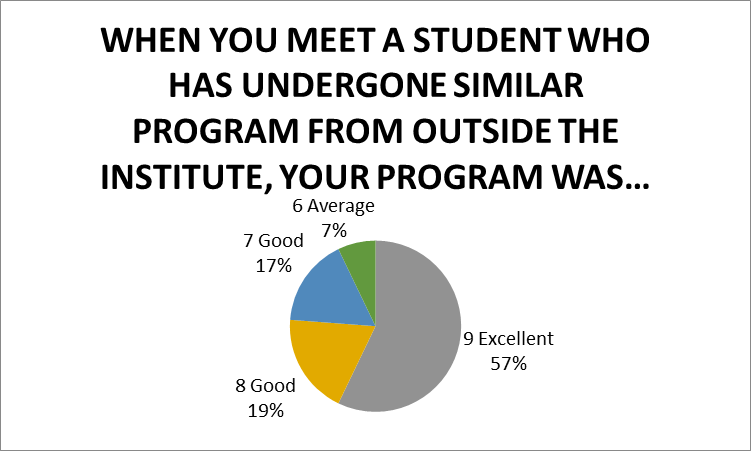 WHEN YOU MEET A STUDENT WHO
HAS UNDERGONE SIMILAR
PROGRAM FROM OUTSIDE THE
INSTITUTE, YOUR PROGRAM WAS…
6 Average
7%
7 Good
17%
9 Excellent
57%
8 Good
19%